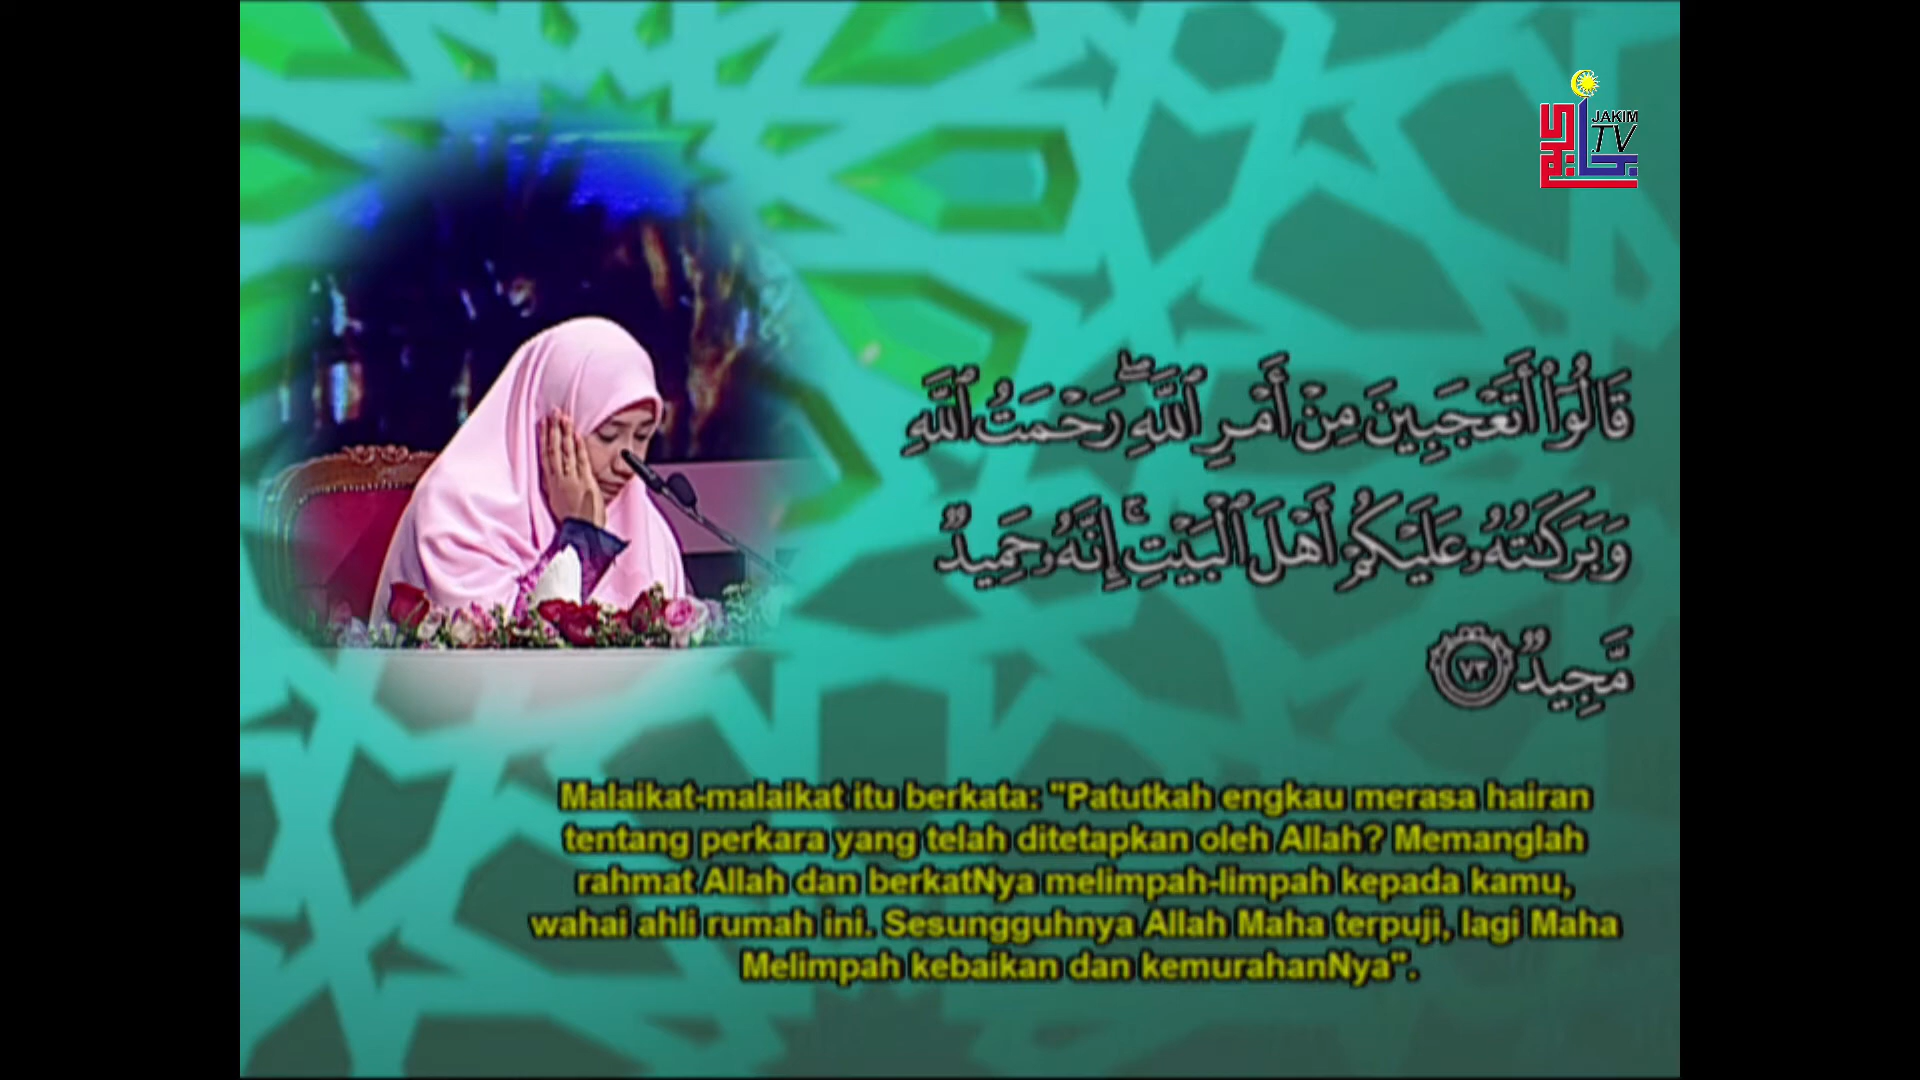 JAKIM
TV
قَالُوٓا۟ أَتَعْجَبِينَ مِنْ أَمْرِ ٱللَّهِ ۖ رَحْمَتُ ٱللَّهِ
وَبَرَكَـٰتُهُۥ عَلَيْكُمْ أَهْلَ ٱلْبَيْتِ ۚ إِنَّهُۥ حَمِيدٌ
مَّجِيدٌ ٧٣
Malaikat-malaikat itu berkata: "Patutkah engkau merasa hairan
tentang perkara yang telah ditetapkan oleh Allah? Memanglah
rahmat Allah dan berkatNya melimpah-limpah kepada kamu,
wahai ahli rumah ini. Sesungguhnya Allah Maha terpuji, lagi Maha
Melimpah kebaikan dan kemurahanNya".